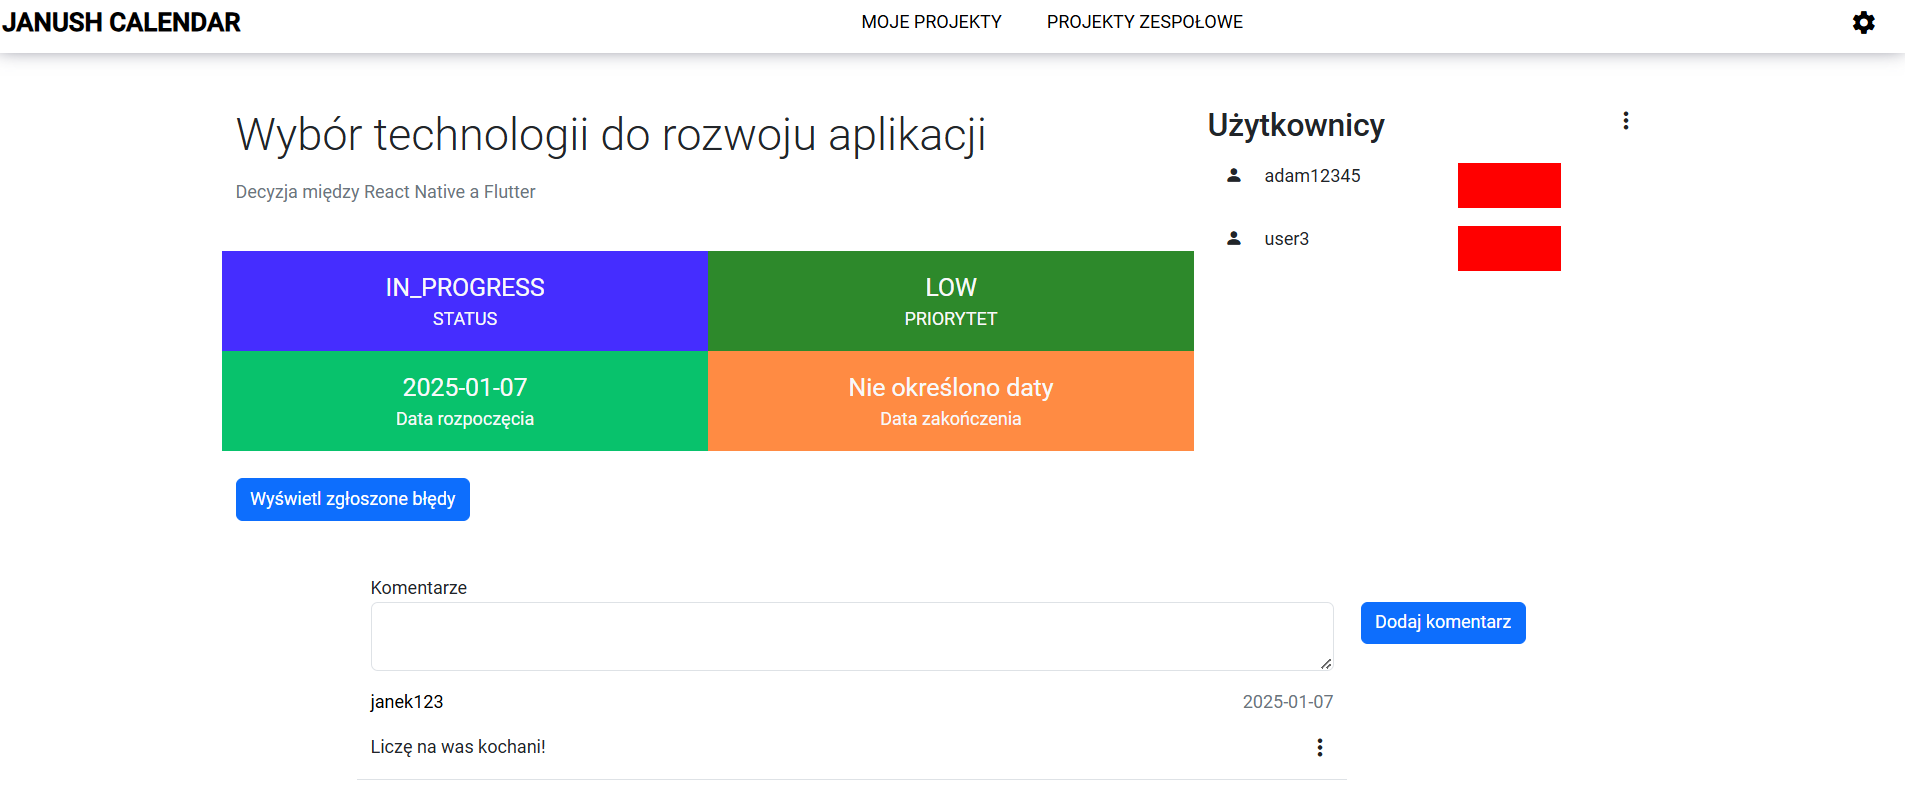 JANUSH CALENDAR
MOJE PROJEKTY
PROJEKTY ZESPOŁOWE
Wybór technologii do rozwoju aplikacji
Decyzja między React Native a Flutter
IN_PROGRESS
STATUS
LOW
PRIORYTET
2025-01-07
Data rozpoczęcia
Nie określono daty
Data zakończenia
Wyświetl zgłoszone błędy
Użytkownicy
adam12345
user3
Komentarze
Dodaj komentarz
janek123
2025-01-07
Liczę na was kochani!